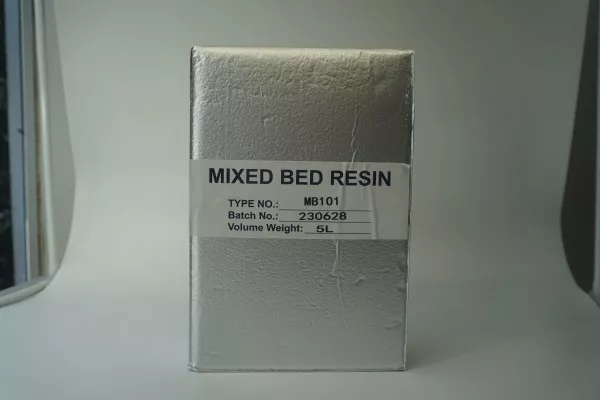 MIXED BED RESIN
TYPE NO.: MB101
Batch No.: 230628
Volume Weight: 5L